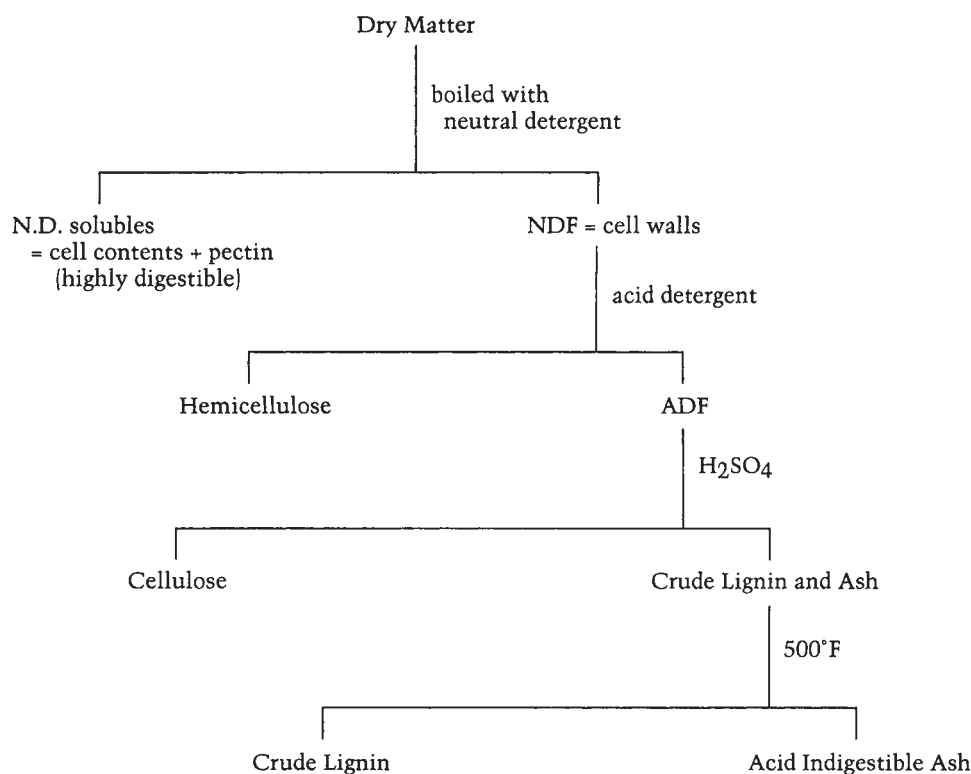 Dry Matter
boiled with
neutral detergent
N.D. solubles
= cell contents + pectin
(highly digestible)
NDF = cell walls
acid detergent
Hemicellulose
ADF
H2SO4
Cellulose
Crude Lignin and Ash
500°F
Crude Lignin
Acid Indigestible Ash